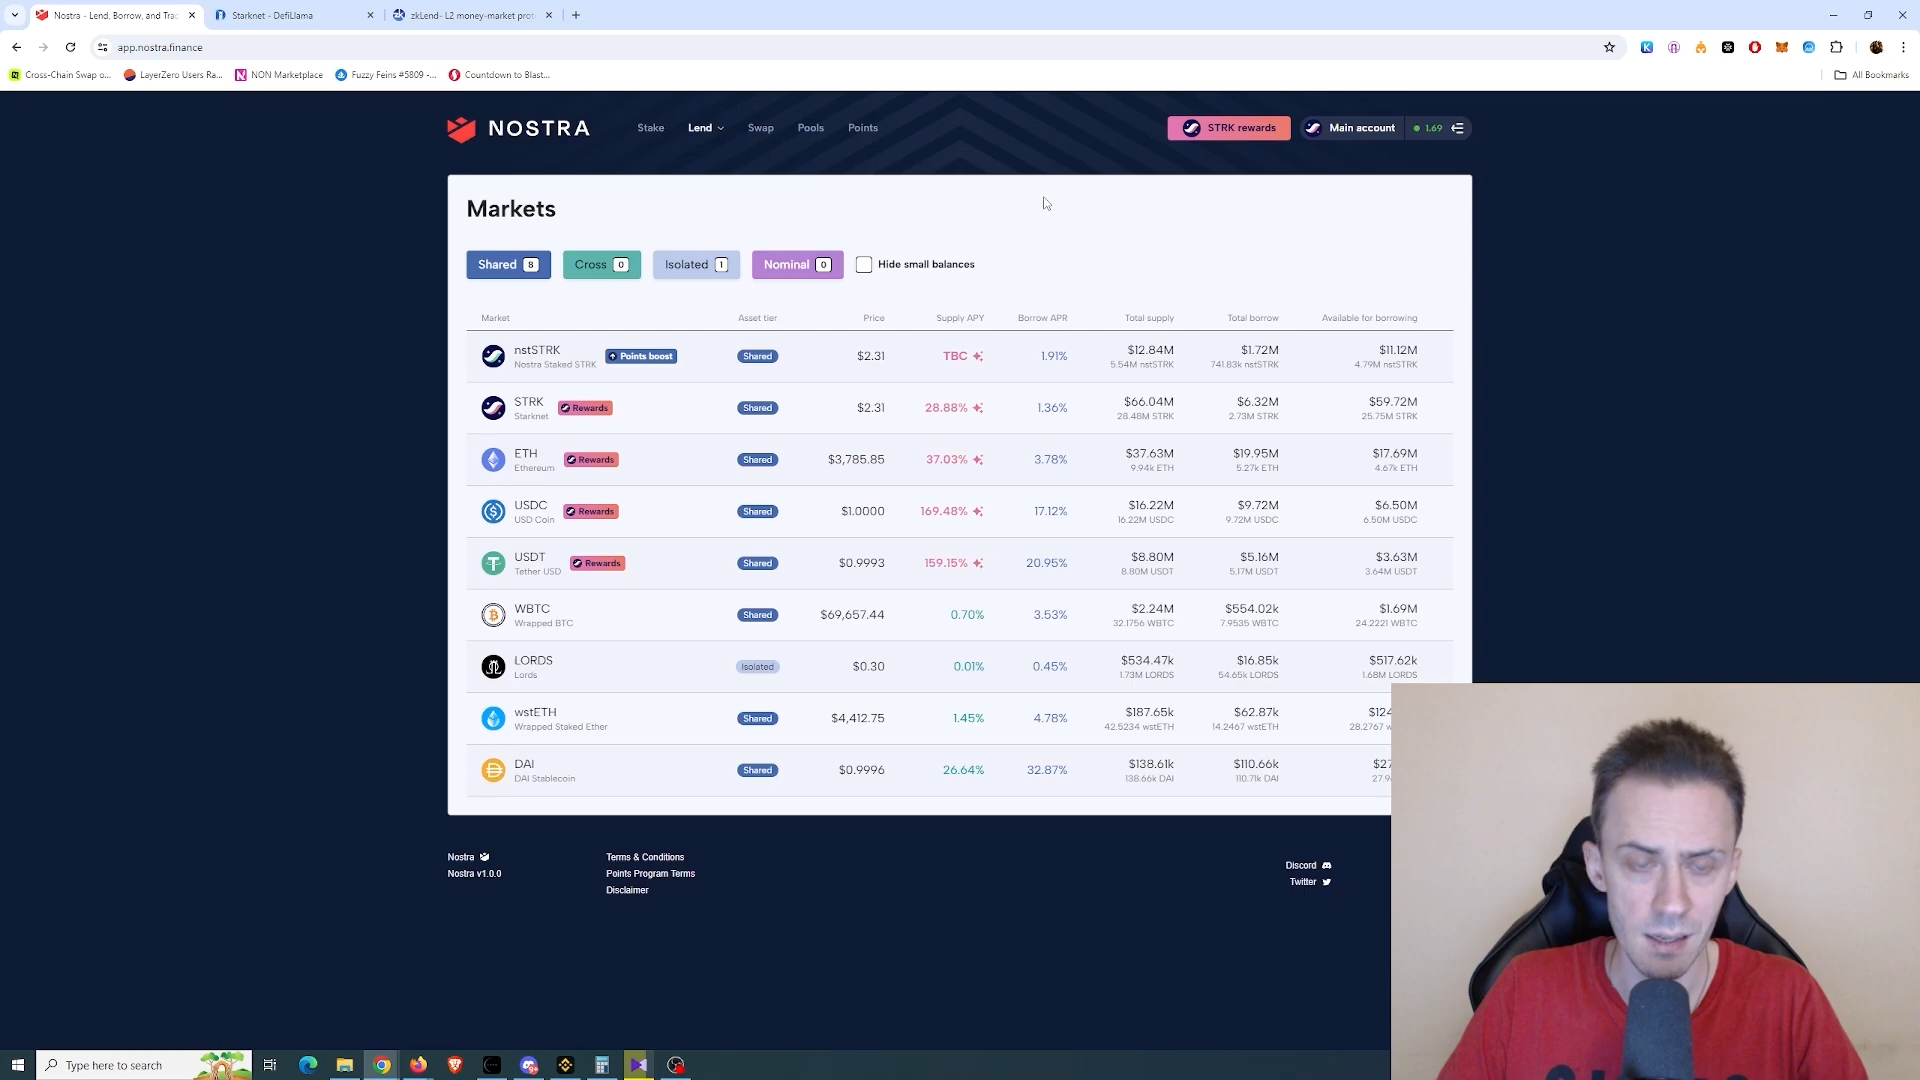 Nostra - Lend, Borrow, and Tra
Starknet - DefiLlama
zkLend- L2 money-market prot
app.nostra.finance
Cross-Chain Swap o...
LayerZero Users Ra...
NON Marketplace
Fuzzy Feins #5809 -...
Countdown to Blast...
All Bookmarks
NOSTRA
Stake
Lend
Swap
Pools
Points
STRK rewards
Main account
1.69
Markets
Shared 8
Cross 0
Isolated 1
Nominal 0
Hide small balances
Market Asset tier Price Supply APY Borrow APR Total supply Total borrow Available for borrowing
nstSTRK Points boost Shared $2.31 TBC 1.91% $12.84M $1.72M $11.12M
Nostra Staked STRK 5.54M nstSTRK 741.83k nstSTRK 4.79M nstSTRK
STRK Rewards Shared $2.31 28.88% 1.36% $66.04M $6.32M $59.72M
Starknet 28.48M STRK 2.73M STRK 25.75M STRK
ETH Rewards Shared $3,785.85 37.03% 3.78% $37.63M $19.95M $17.69M
Ethereum 9.94k ETH 5.27k ETH 4.67k ETH
USDC Rewards Shared $1.0000 169.48% 17.12% $16.22M $9.72M $6.50M
USD Coin 16.22M USDC 9.72M USDC 6.50M USDC
USDT Rewards Shared $0.9993 159.15% 20.95% $8.80M $5.16M $3.63M
Tether USD 8.80M USDT 5.17M USDT 3.64M USDT
WBTC Shared $69,657.44 0.70% 3.53% $2.24M $554.02k $1.69M
Wrapped BTC 32.1756 WBTC 7.9535 WBTC 24.2221 WBTC
LORDS Isolated $0.30 0.01% 0.45% $534.47k $16.85k $517.62k
Lords 1.73M LORDS 54.65k LORDS 1.68M LORDS
wstETH Shared $4,412.75 1.45% 4.78% $187.65k $62.87k $124
Wrapped Staked Ether 42.5234 wstETH 14.2467 wstETH 28.2767 w
DAI Shared $0.9996 26.64% 32.87% $138.61k $110.66k $27
DAI Stablecoin 138.66k DAI 110.71k DAI 27.9
Nostra
Nostra v1.0.0
Terms & Conditions
Points Program Terms
Disclaimer
Discord
Twitter
Type here to search